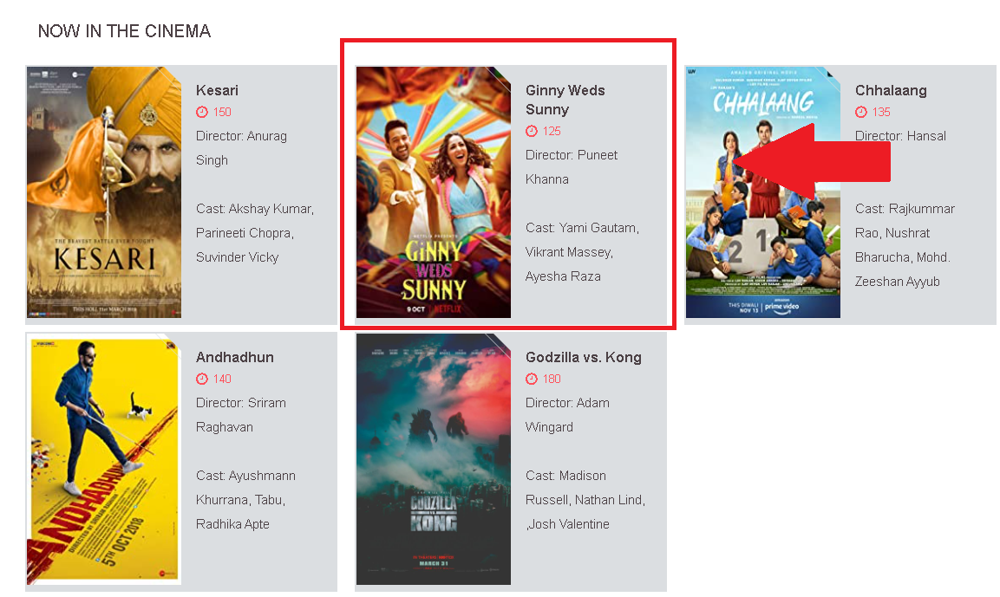 NOW IN THE CINEMA
Kesari
150
Director: Anurag
Singh
Cast: Akshay Kumar,
Parineeti Chopra,
Suvinder Vicky
THE BRAVEST BATTLE EVER FOUGHT
KESARI
THIS HOLI, 21st MARCH 2019
Ginny Weds
Sunny
125
Director: Puneet
Khanna
Cast: Yami Gautam,
Vikrant Massey,
Ayesha Raza
NETFLIX PRESENTS
GiNNY
WEDS
SUNNY
9 OCT | NETFLIX
Chhalaang
135
Director: Hansal
Cast: Rajkummar
Rao, Nushrat
Bharucha, Mohd.
Zeeshan Ayyub
LUV
AMAZON ORIGINAL MOVIE
CHHALAANG
1
2
THIS DIWALI
NOV 13
prime video
Andhadhun
140
Director: Sriram
Raghavan
Cast: Ayushmann
Khurrana, Tabu,
Radhika Apte
ANDHADHUN
DIRECTED BY SRIRAM RAGHAVAN
5TH OCT 2018
Godzilla vs. Kong
180
Director: Adam
Wingard
Cast: Madison
Russell, Nathan Lind,
,Josh Valentine
GODZILLA
KONG
MARCH 31